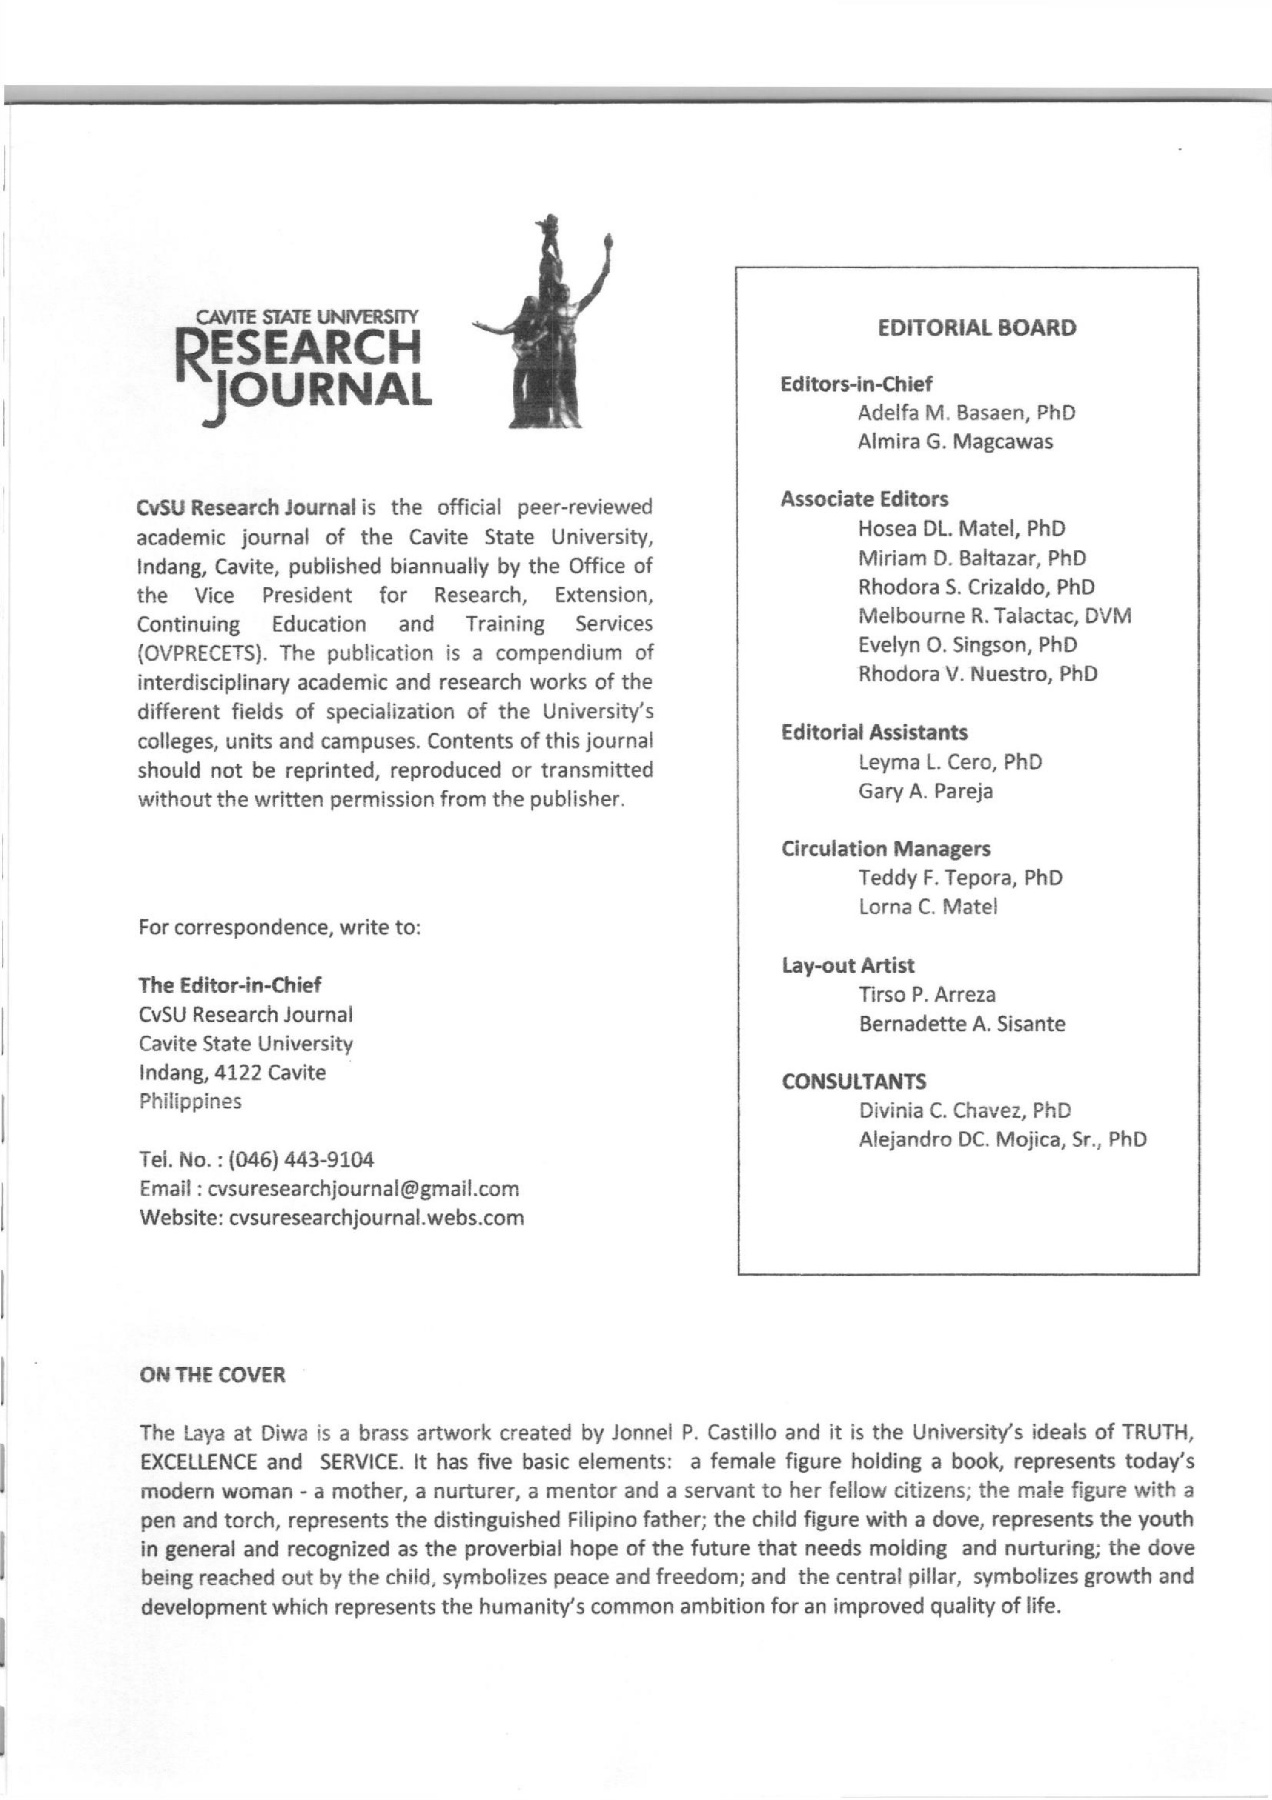 CAVITE STATE UNIVERSITY
RESEARCH
JOURNAL
CvSU Research Journal is the official peer-reviewed
academic journal of the Cavite State University,
Indang, Cavite, published biannually by the Office of
the Vice President for Research, Extension,
Continuing Education and Training Services
(OVPRECETS). The publication is a compendium of
interdisciplinary academic and research works of the
different fields of specialization of the University's
colleges, units and campuses. Contents of this journal
should not be reprinted, reproduced or transmitted
without the written permission from the publisher.
For correspondence, write to:
The Editor-in-Chief
CvSU Research Journal
Cavite State University
Indang, 4122 Cavite
Philippines
Tel. No. : (046) 443-9104
Email : cvsuresearchjournal@gmail.com
Website: cvsuresearchjournal.webs.com
EDITORIAL BOARD
Editors-in-Chief
Adelfa M. Basaen, PhD
Almira G. Magcawas
Associate Editors
Hosea DL. Matel, PhD
Miriam D. Baltazar, PhD
Rhodora S. Crizaldo, PhD
Melbourne R. Talactac, DVM
Evelyn O. Singson, PhD
Rhodora V. Nuestro, PhD
Editorial Assistants
Leyma L. Cero, PhD
Gary A. Pareja
Circulation Managers
Teddy F. Tepora, PhD
Lorna C. Matel
Lay-out Artist
Tirso P. Arreza
Bernadette A. Sisante
CONSULTANTS
Divinia C. Chavez, PhD
Alejandro DC. Mojica, Sr., PhD
ON THE COVER
The Laya at Diwa is a brass artwork created by Jonnel P. Castillo and it is the University's ideals of TRUTH,
EXCELLENCE and SERVICE. It has five basic elements: a female figure holding a book, represents today's
modern woman - a mother, a nurturer, a mentor and a servant to her fellow citizens; the male figure with a
pen and torch, represents the distinguished Filipino father; the child figure with a dove, represents the youth
in general and recognized as the proverbial hope of the future that needs molding and nurturing; the dove
being reached out by the child, symbolizes peace and freedom; and the central pillar, symbolizes growth and
development which represents the humanity's common ambition for an improved quality of life.